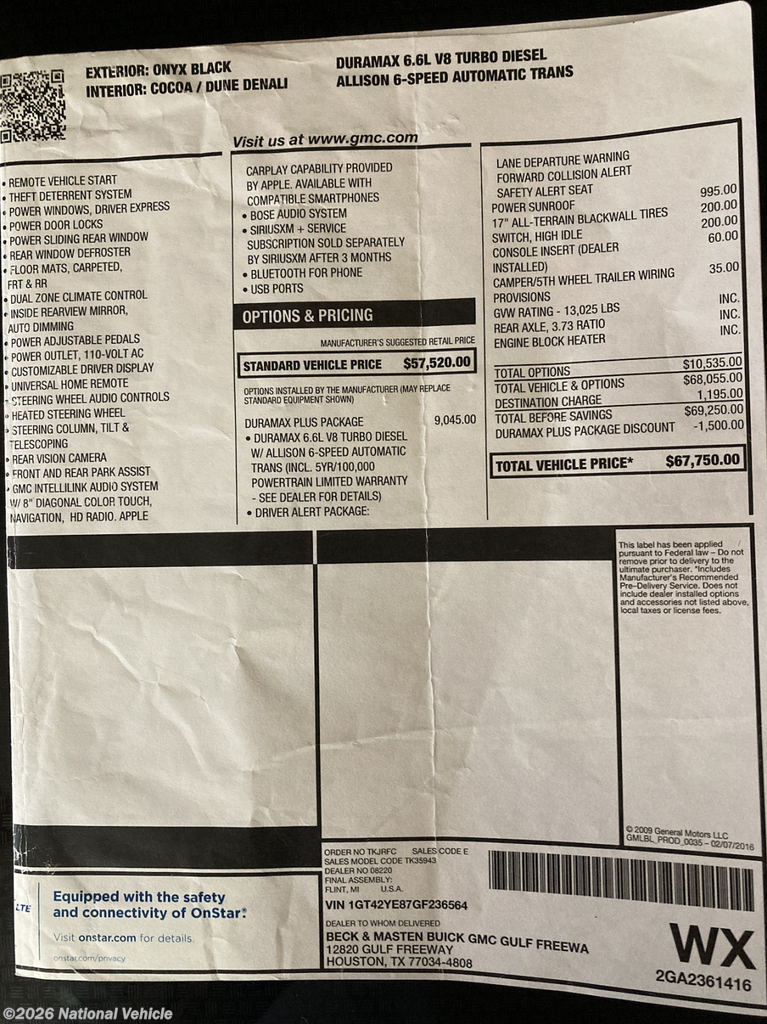 EXTERIOR: ONYX BLACK
INTERIOR: COCOA / DUNE DENALI
DURAMAX 6.6L V8 TURBO DIESEL
ALLISON 6-SPEED AUTOMATIC TRANS
Visit us at www.gmc.com
• REMOTE VEHICLE START
• THEFT DETERRENT SYSTEM
• POWER WINDOWS, DRIVER EXPRESS
• POWER DOOR LOCKS
• POWER SLIDING REAR WINDOW
• REAR WINDOW DEFROSTER
• FLOOR MATS, CARPETED,
FRT & RR
• DUAL ZONE CLIMATE CONTROL
• INSIDE REARVIEW MIRROR,
AUTO DIMMING
• POWER ADJUSTABLE PEDALS
• POWER OUTLET, 110-VOLT AC
• CUSTOMIZABLE DRIVER DISPLAY
• UNIVERSAL HOME REMOTE
• STEERING WHEEL AUDIO CONTROLS
• HEATED STEERING WHEEL
• STEERING COLUMN, TILT &
TELESCOPING
• REAR VISION CAMERA
• FRONT AND REAR PARK ASSIST
• GMC INTELLILINK AUDIO SYSTEM
W/ 8" DIAGONAL COLOR TOUCH,
NAVIGATION, HD RADIO. APPLE
CARPLAY CAPABILITY PROVIDED
BY APPLE. AVAILABLE WITH
COMPATIBLE SMARTPHONES
• BOSE AUDIO SYSTEM
• SIRIUSXM + SERVICE
SUBSCRIPTION SOLD SEPARATELY
BY SIRIUSXM AFTER 3 MONTHS
• BLUETOOTH FOR PHONE
• USB PORTS
OPTIONS & PRICING
MANUFACTURER'S SUGGESTED RETAIL PRICE
STANDARD VEHICLE PRICE $57,520.00
OPTIONS INSTALLED BY THE MANUFACTURER (MAY REPLACE
STANDARD EQUIPMENT SHOWN)
DURAMAX PLUS PACKAGE 9,045.00
• DURAMAX 6.6L V8 TURBO DIESEL
W/ ALLISON 6-SPEED AUTOMATIC
TRANS (INCL. 5YR/100,000
POWERTRAIN LIMITED WARRANTY
- SEE DEALER FOR DETAILS)
• DRIVER ALERT PACKAGE:
LANE DEPARTURE WARNING
FORWARD COLLISION ALERT
SAFETY ALERT SEAT
POWER SUNROOF 995.00
17" ALL-TERRAIN BLACKWALL TIRES 200.00
SWITCH, HIGH IDLE 200.00
CONSOLE INSERT (DEALER 60.00
INSTALLED)
CAMPER/5TH WHEEL TRAILER WIRING 35.00
PROVISIONS
GVW RATING - 13,025 LBS INC.
REAR AXLE, 3.73 RATIO INC.
ENGINE BLOCK HEATER INC.
TOTAL OPTIONS $10,535.00
TOTAL VEHICLE & OPTIONS $68,055.00
DESTINATION CHARGE 1,195.00
TOTAL BEFORE SAVINGS $69,250.00
DURAMAX PLUS PACKAGE DISCOUNT -1,500.00
TOTAL VEHICLE PRICE* $67,750.00
This label has been applied
pursuant to Federal law – Do not
remove prior to delivery to the
ultimate purchaser. *Includes
Manufacturer's Recommended
Pre-Delivery Service. Does not
include dealer installed options
and accessories not listed above,
local taxes or license fees.
© 2009 General Motors LLC
GMLBL_PROD_0035 - 02/07/2016
LTE
Equipped with the safety
and connectivity of OnStar.®
Visit onstar.com for details.
onstar.com/privacy
ORDER NO TKJRFC SALES CODE E
SALES MODEL CODE TK35943
DEALER NO 08220
FINAL ASSEMBLY:
FLINT, MI U.S.A.
VIN 1GT42YE87GF236564
DEALER TO WHOM DELIVERED
BECK & MASTEN BUICK GMC GULF FREEWA
12820 GULF FREEWAY
HOUSTON, TX 77034-4808
WX
2GA2361416
©2026 National Vehicle